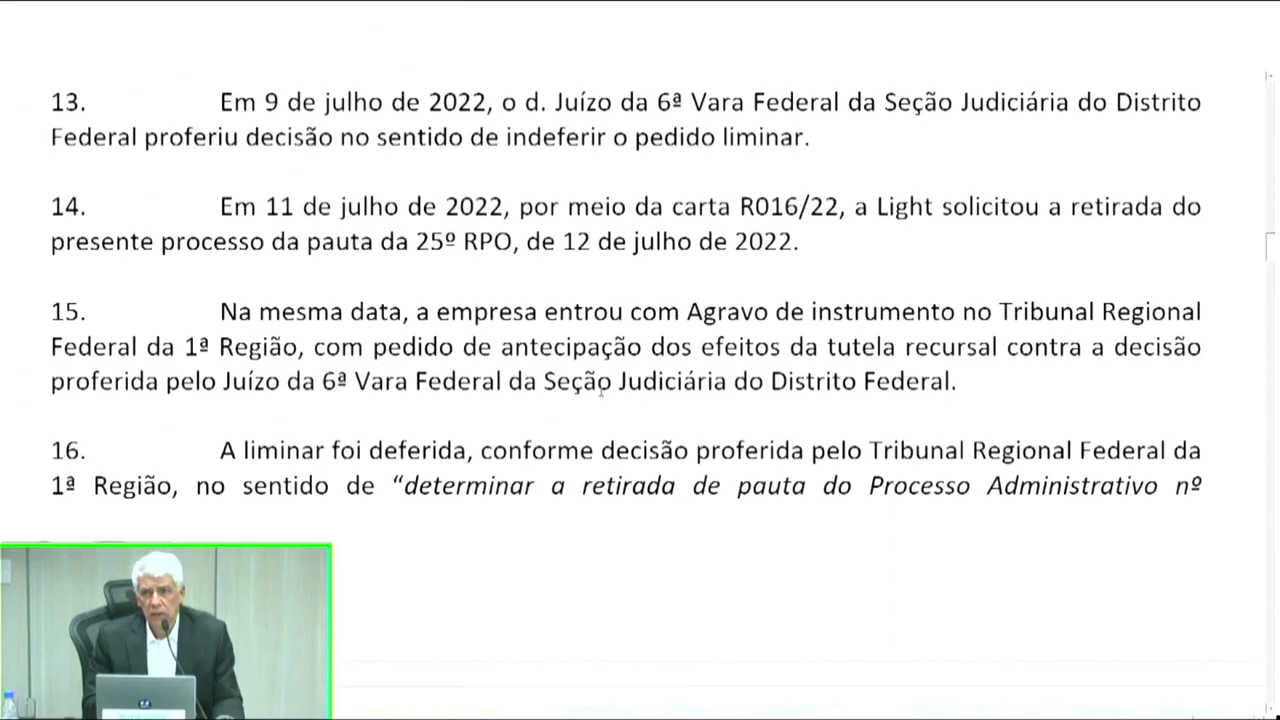 13. Em 9 de julho de 2022, o d. Juízo da 6ª Vara Federal da Seção Judiciária do Distrito
Federal proferiu decisão no sentido de indeferir o pedido liminar.
14. Em 11 de julho de 2022, por meio da carta R016/22, a Light solicitou a retirada do
presente processo da pauta da 25º RPO, de 12 de julho de 2022.
15. Na mesma data, a empresa entrou com Agravo de instrumento no Tribunal Regional
Federal da 1ª Região, com pedido de antecipação dos efeitos da tutela recursal contra a decisão
proferida pelo Juízo da 6ª Vara Federal da Seção Judiciária do Distrito Federal.
16. A liminar foi deferida, conforme decisão proferida pelo Tribunal Regional Federal da
1ª Região, no sentido de “determinar a retirada de pauta do Processo Administrativo nº